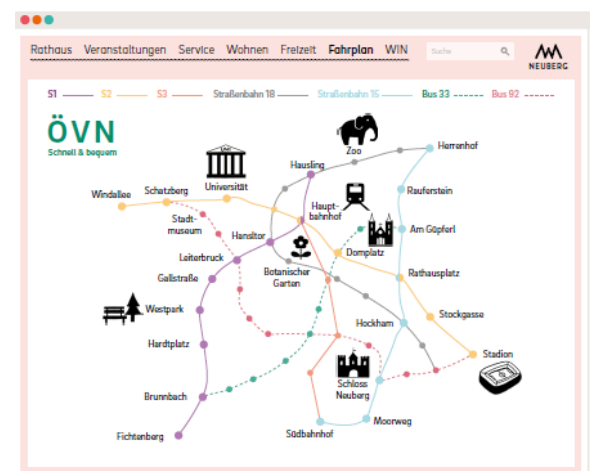 Rathaus Veranstaltungen Service Wohnen Freizeit Fahrplan WIN
Suche
NEUBERG
S1 S2 S3 Straßenbahn 18 Straßenbahn 15 Bus 33 Bus 92
ÖVN
Schnell & bequem
Zoo
Herrenhof
Hausling
Universität
Windallee
Schatzberg
Rauferstein
Haupt-
bahnhof
Stadt-
museum
Hansltor
Am Güpferl
Leiterbruck
Domplatz
Botanischer
Garten
Rathausplatz
Gallstraße
Westpark
Stockgasse
Hockham
Hardtplatz
Stadion
Schloss
Neuberg
Brunnbach
Moorweg
Südbahnhof
Fichtenberg